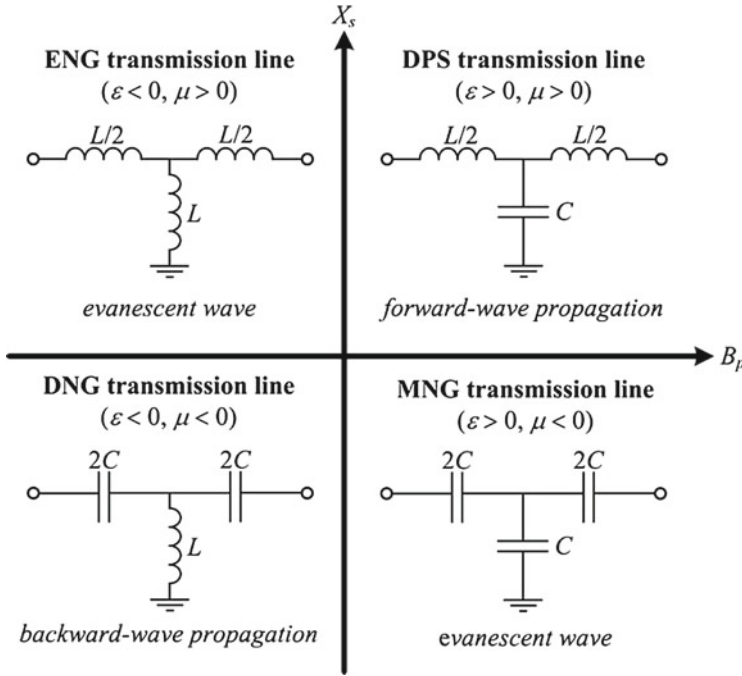 X_s
ENG transmission line
(ε < 0, μ > 0)
L/2 L/2
L
evanescent wave
DPS transmission line
(ε > 0, μ > 0)
L/2 L/2
C
forward-wave propagation
B_p
DNG transmission line
(ε < 0, μ < 0)
2C 2C
L
backward-wave propagation
MNG transmission line
(ε > 0, μ < 0)
2C 2C
C
evanescent wave